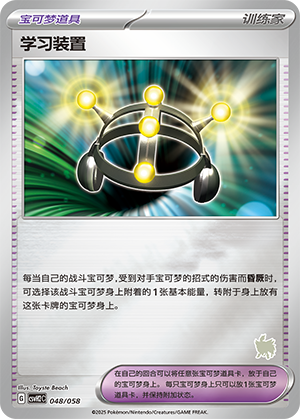 宝可梦道具
训练家
学习装置
每当自己的战斗宝可梦,受到对手宝可梦的招式的伤害而昏厥时,
可选择该战斗宝可梦身上附着的1张基本能量,转附于身上放有
这张卡牌的宝可梦身上。
Illus. Toyste Beach
在自己的回合可以将任意张宝可梦道具卡,放于自己
的宝可梦身上。每只宝可梦身上只可以放1张宝可梦道
具卡,并保持附加状态。
G
048/058
©2025 Pokémon/Nintendo/Creatures/GAME FREAK.